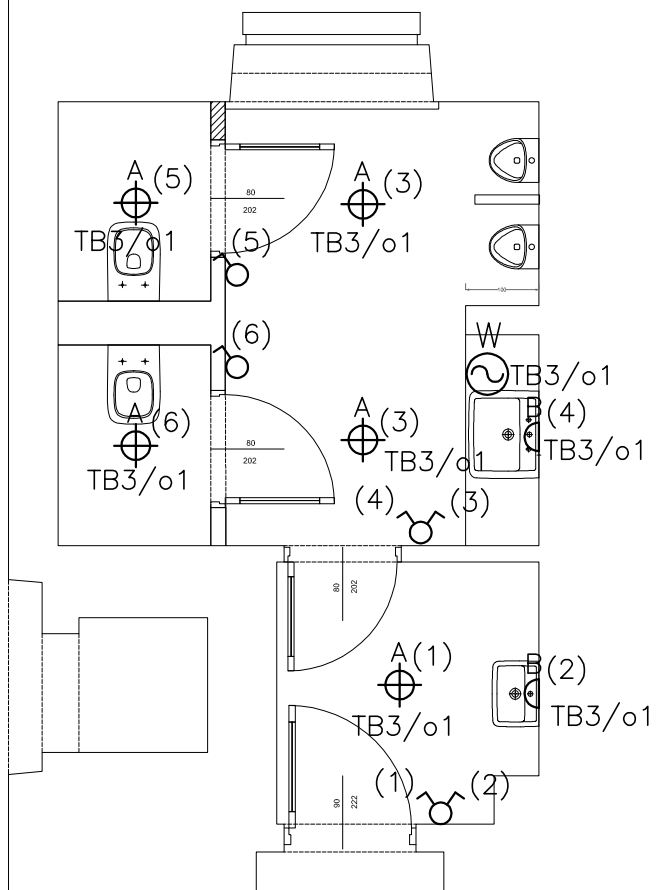 A (5)
TB3/o1
80
202
A (3)
TB3/o1
(5)
100
(6)
W
TB3/o1
A (6)
TB3/o1
80
202
A (3)
TB3/o1
B (4)
TB3/o1
(4) (3)
80
202
A (1)
TB3/o1
B (2)
TB3/o1
(1) (2)
90
222